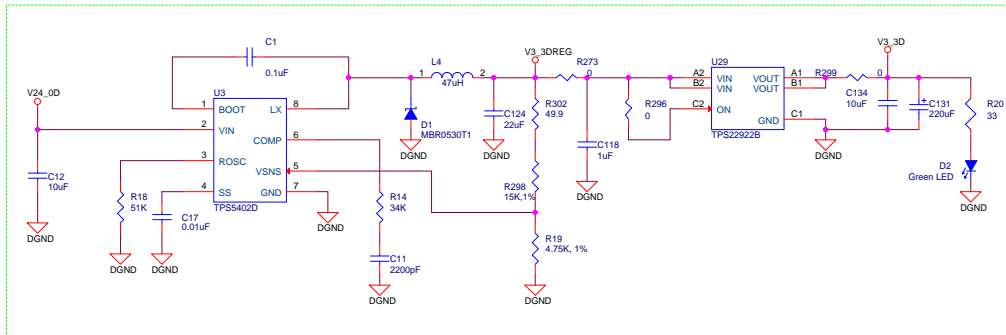 C1
0.1uF
V24_0D
U3
1 BOOT LX 8
2 VIN
COMP 6
3 ROSC
VSNS 5
4 SS GND 7
TPS5402D
C12
10uF
DGND
R18
51K
DGND
C17
0.01uF
DGND
DGND
R14
34K
C11
2200pF
DGND
D1
MBR0530T1
DGND
L4
1 2
47uH
C124
22uF
DGND
V3_3DREG
R302
49.9
R298
15K,1%
R19
4.75K, 1%
DGND
R273
0
C118
1uF
DGND
R296
0
U29
A2 VIN VOUT A1
B2 VIN VOUT B1
C2 ON
GND C1
TPS22922B
R299 0
V3_3D
C134
10uF
DGND
C131
220uF
R20
33
D2
Green LED
DGND